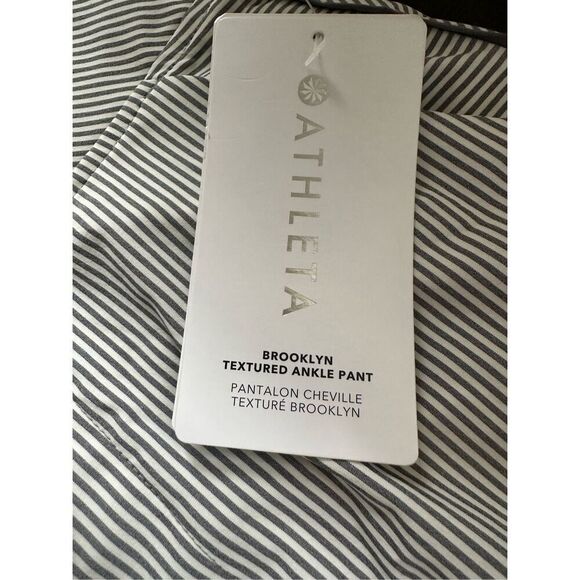 ATHLETA
BROOKLYN
TEXTURED ANKLE PANT
PANTALON CHEVILLE
TEXTURÉ BROOKLYN